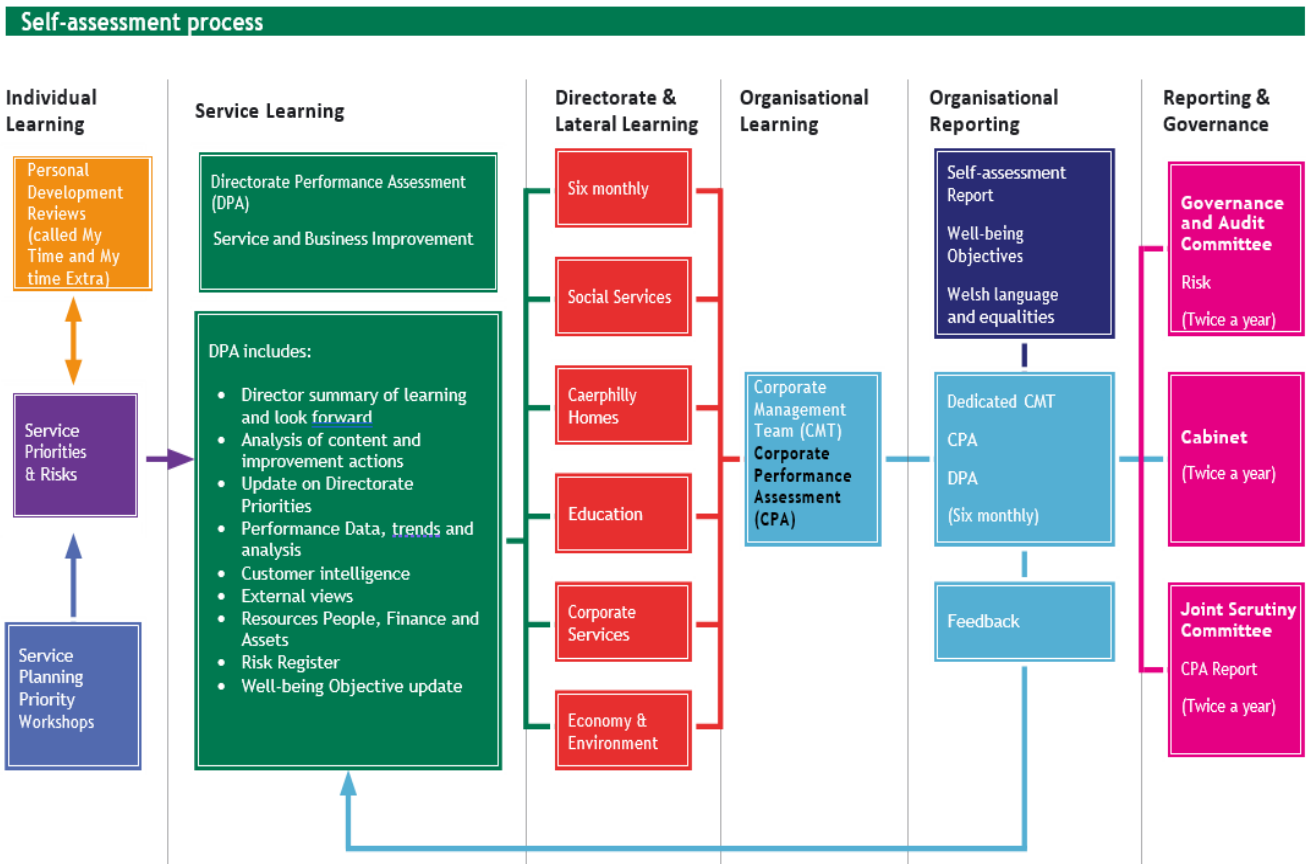 Self-assessment process
Individual
Learning
Personal
Development
Reviews
(called My
Time and My
time Extra)
Service
Priorities
& Risks
Service
Planning
Priority
Workshops
Service Learning
Directorate Performance Assessment
(DPA)
Service and Business Improvement
DPA includes:
• Director summary of learning
and look forward
• Analysis of content and
improvement actions
• Update on Directorate
Priorities
• Performance Data, trends and
analysis
• Customer intelligence
• External views
• Resources People, Finance and
Assets
• Risk Register
• Well-being Objective update
Directorate &
Lateral Learning
Six monthly
Social Services
Caerphilly
Homes
Education
Corporate
Services
Economy &
Environment
Organisational
Learning
Corporate
Management
Team (CMT)
Corporate
Performance
Assessment
(CPA)
Organisational
Reporting
Self-assessment
Report
Well-being
Objectives
Welsh language
and equalities
Dedicated CMT
CPA
DPA
(Six monthly)
Feedback
Reporting &
Governance
Governance
and Audit
Committee
Risk
(Twice a year)
Cabinet
(Twice a year)
Joint Scrutiny
Committee
CPA Report
(Twice a year)